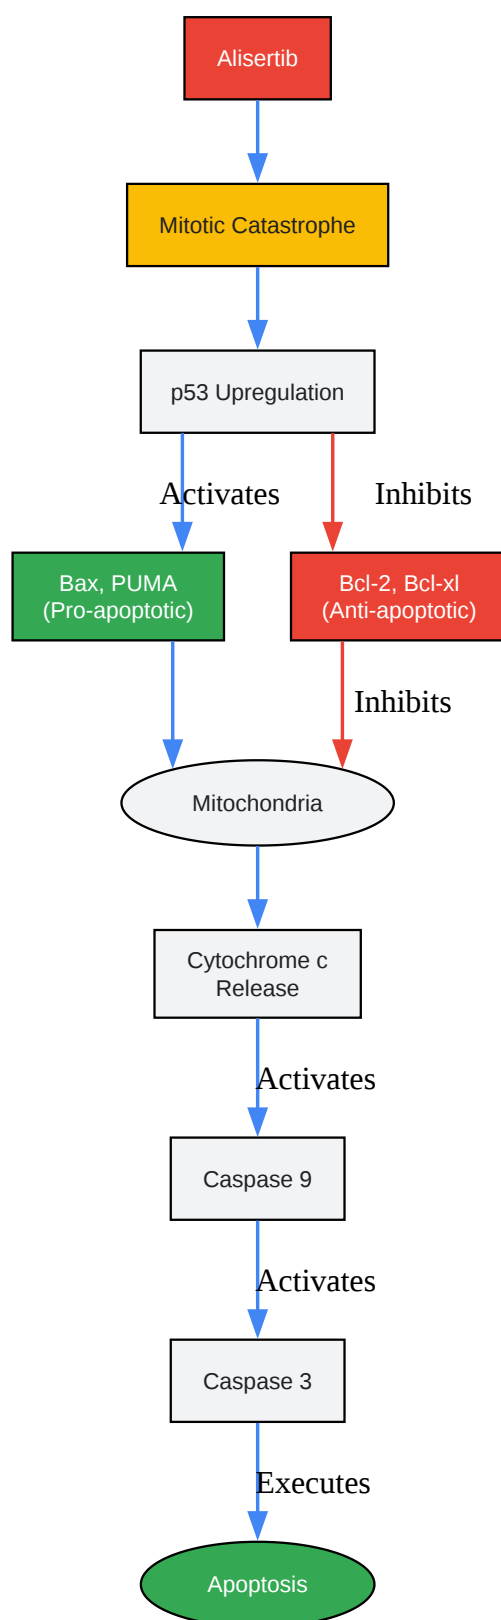 Alisertib
Mitotic Catastrophe
p53 Upregulation
Activates
Inhibits
Bax, PUMA
(Pro-apoptotic)
Bcl-2, Bcl-xl
(Anti-apoptotic)
Inhibits
Mitochondria
Cytochrome c
Release
Activates
Caspase 9
Activates
Caspase 3
Executes
Apoptosis